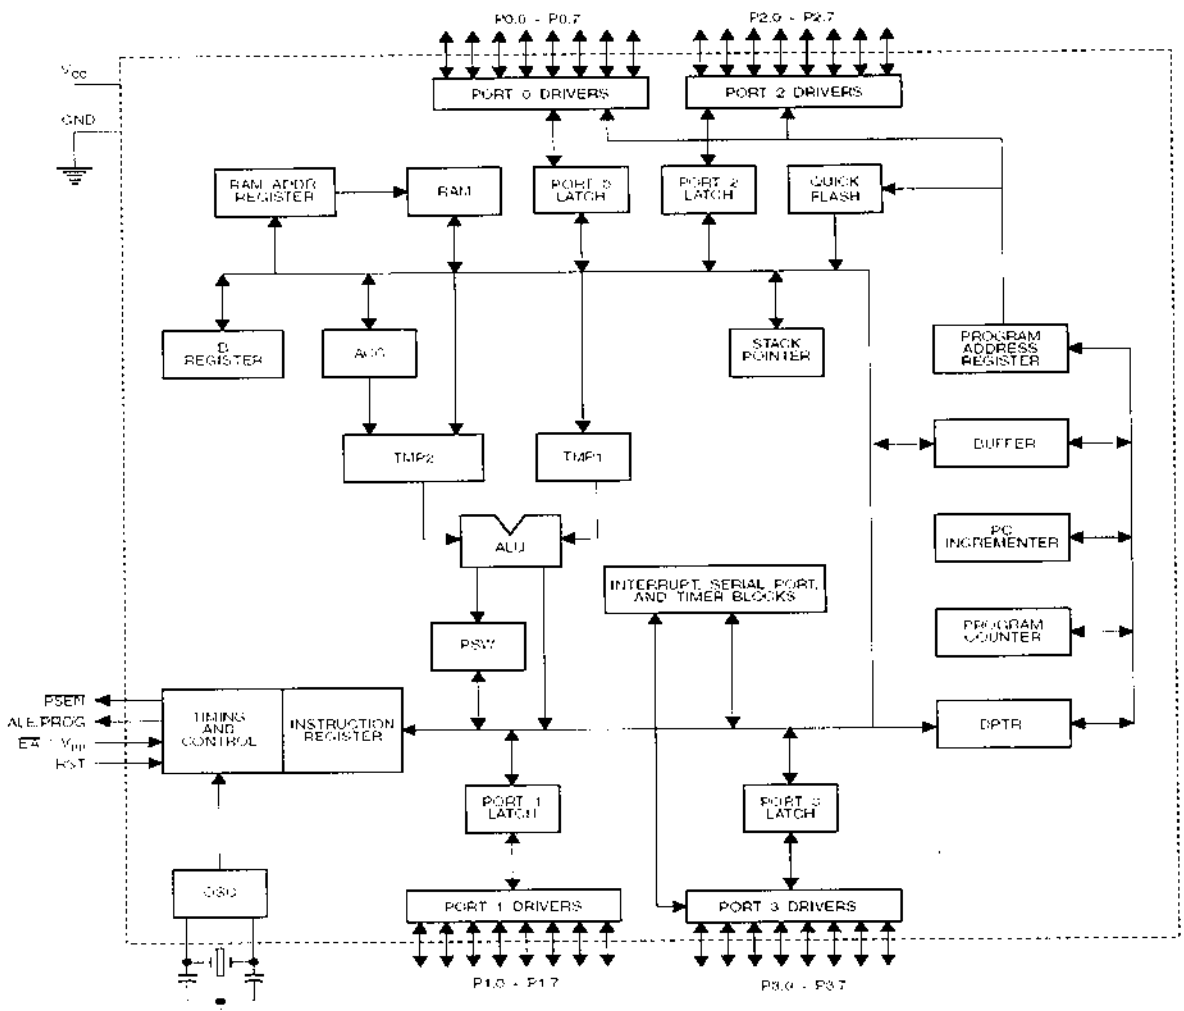 P0.0 - P0.7
P2.0 - P2.7
VCC
GND
PORT 0 DRIVERS
PORT 2 DRIVERS
RAM ADDR.
REGISTER
RAM
PORT 0
LATCH
PORT 2
LATCH
QUICK
FLASH
B
REGISTER
ACC
STACK
POINTER
PROGRAM
ADDRESS
REGISTER
TMP2
TMP1
BUFFER
ALU
PC
INCREMENTER
INTERRUPT, SERIAL PORT,
AND TIMER BLOCKS
PSW
PROGRAM
COUNTER
PSEN
ALE/PROG
EA / VPP
RST
TIMING
AND
CONTROL
INSTRUCTION
REGISTER
DPTR
PORT 1
LATCH
PORT 3
LATCH
OSC
PORT 1 DRIVERS
PORT 3 DRIVERS
P1.0 - P1.7
P3.0 - P3.7